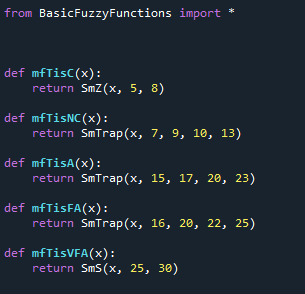 from BasicFuzzyFunctions import *
def mfTisC(x):
    return SmZ(x, 5, 8)
def mfTisNC(x):
    return SmTrap(x, 7, 9, 10, 13)
def mfTisA(x):
    return SmTrap(x, 15, 17, 20, 23)
def mfTisFA(x):
    return SmTrap(x, 16, 20, 22, 25)
def mfTisVFA(x):
    return SmS(x, 25, 30)